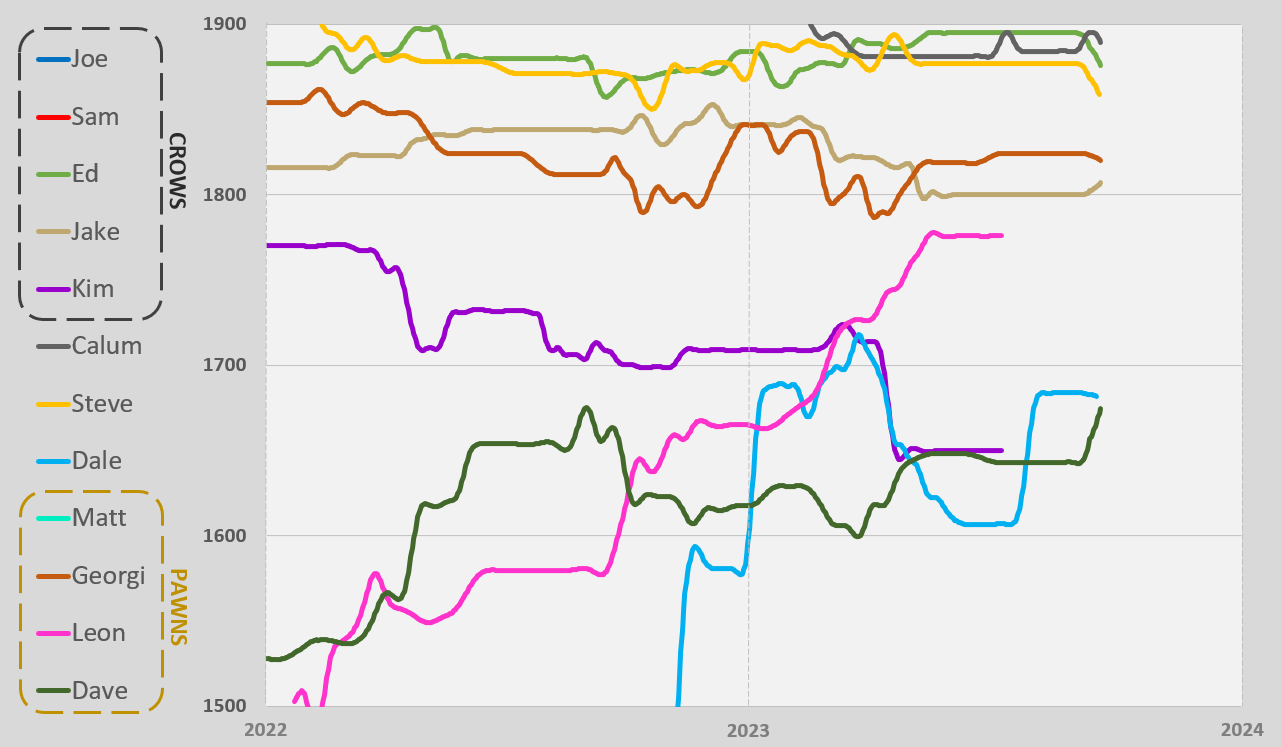 CROWS
Joe
Sam
Ed
Jake
Kim
Calum
Steve
Dale
PAWNS
Matt
Georgi
Leon
Dave
1900
1800
1700
1600
1500
2022
2023
2024